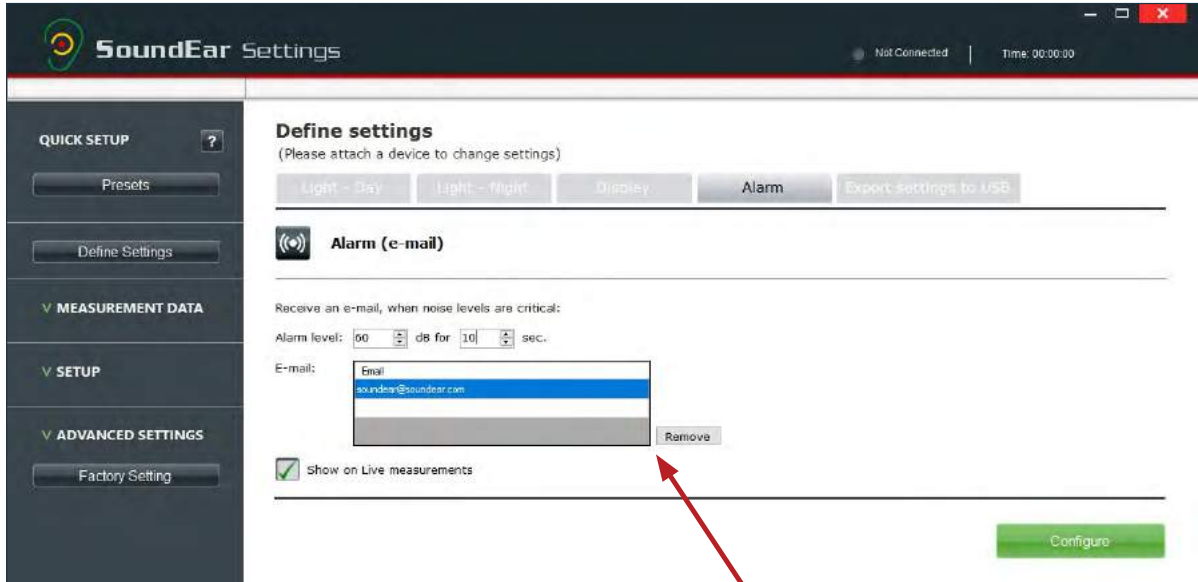 SoundEar Settings
Not Connected | Time: 00:00:00
QUICK SETUP ?
Presets
Define Settings
V MEASUREMENT DATA
V SETUP
V ADVANCED SETTINGS
Factory Setting
Define settings
(Please attach a device to change settings)
Light - Day Light - Night Display Alarm Export settings to USB
Alarm (e-mail)
Receive an e-mail, when noise levels are critical:
Alarm level: 60 dB for 10 sec.
E-mail:
Email
soundear@soundear.com
Remove
Show on Live measurements
Configure